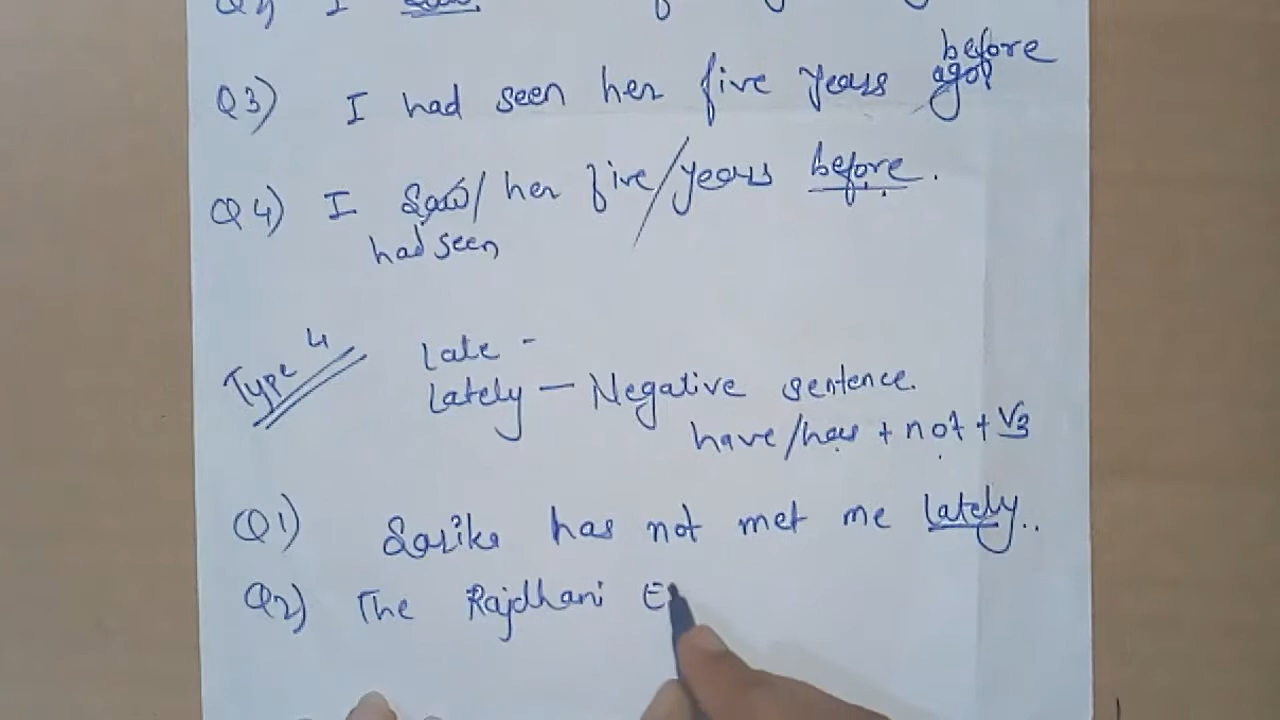 I saw
before
Q3) I had seen her five years ago
Q4) I saw / her five / years before .
had seen
Type 4
Late -
Lately — Negative sentence.
have/has + not + V3
Q1) Sarika has not met me lately..
Q2) The Rajdhani E